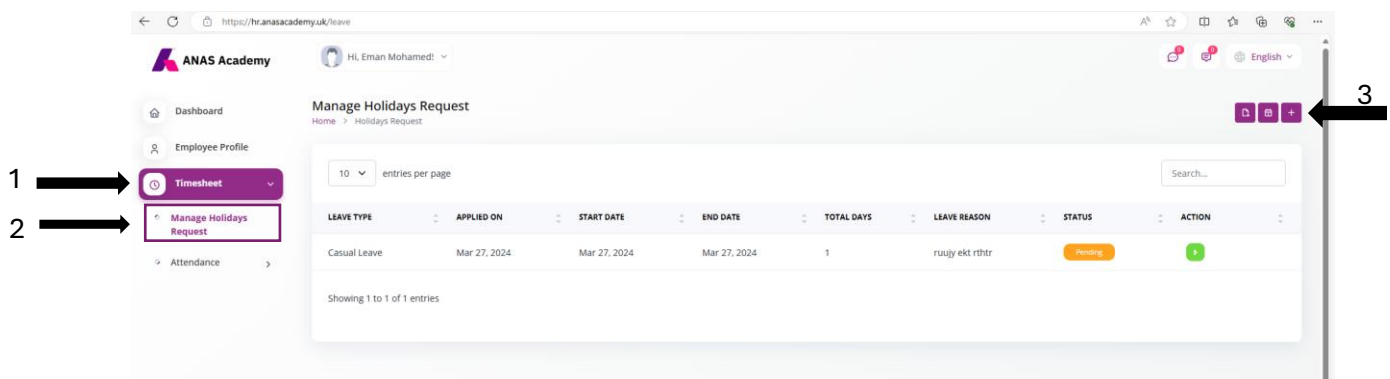 https://hr.anasacademy.uk/leave
ANAS Academy
Hi, Eman Mohamed!
0
0
English
3
Dashboard
Manage Holidays Request
Home > Holidays Request
Employee Profile
1
Timesheet
10 entries per page
Search...
2
Manage Holidays
Request
LEAVE TYPE APPLIED ON START DATE END DATE TOTAL DAYS LEAVE REASON STATUS ACTION
Casual Leave Mar 27, 2024 Mar 27, 2024 Mar 27, 2024 1 ruujy ekt rthtr Pending
Attendance
Showing 1 to 1 of 1 entries